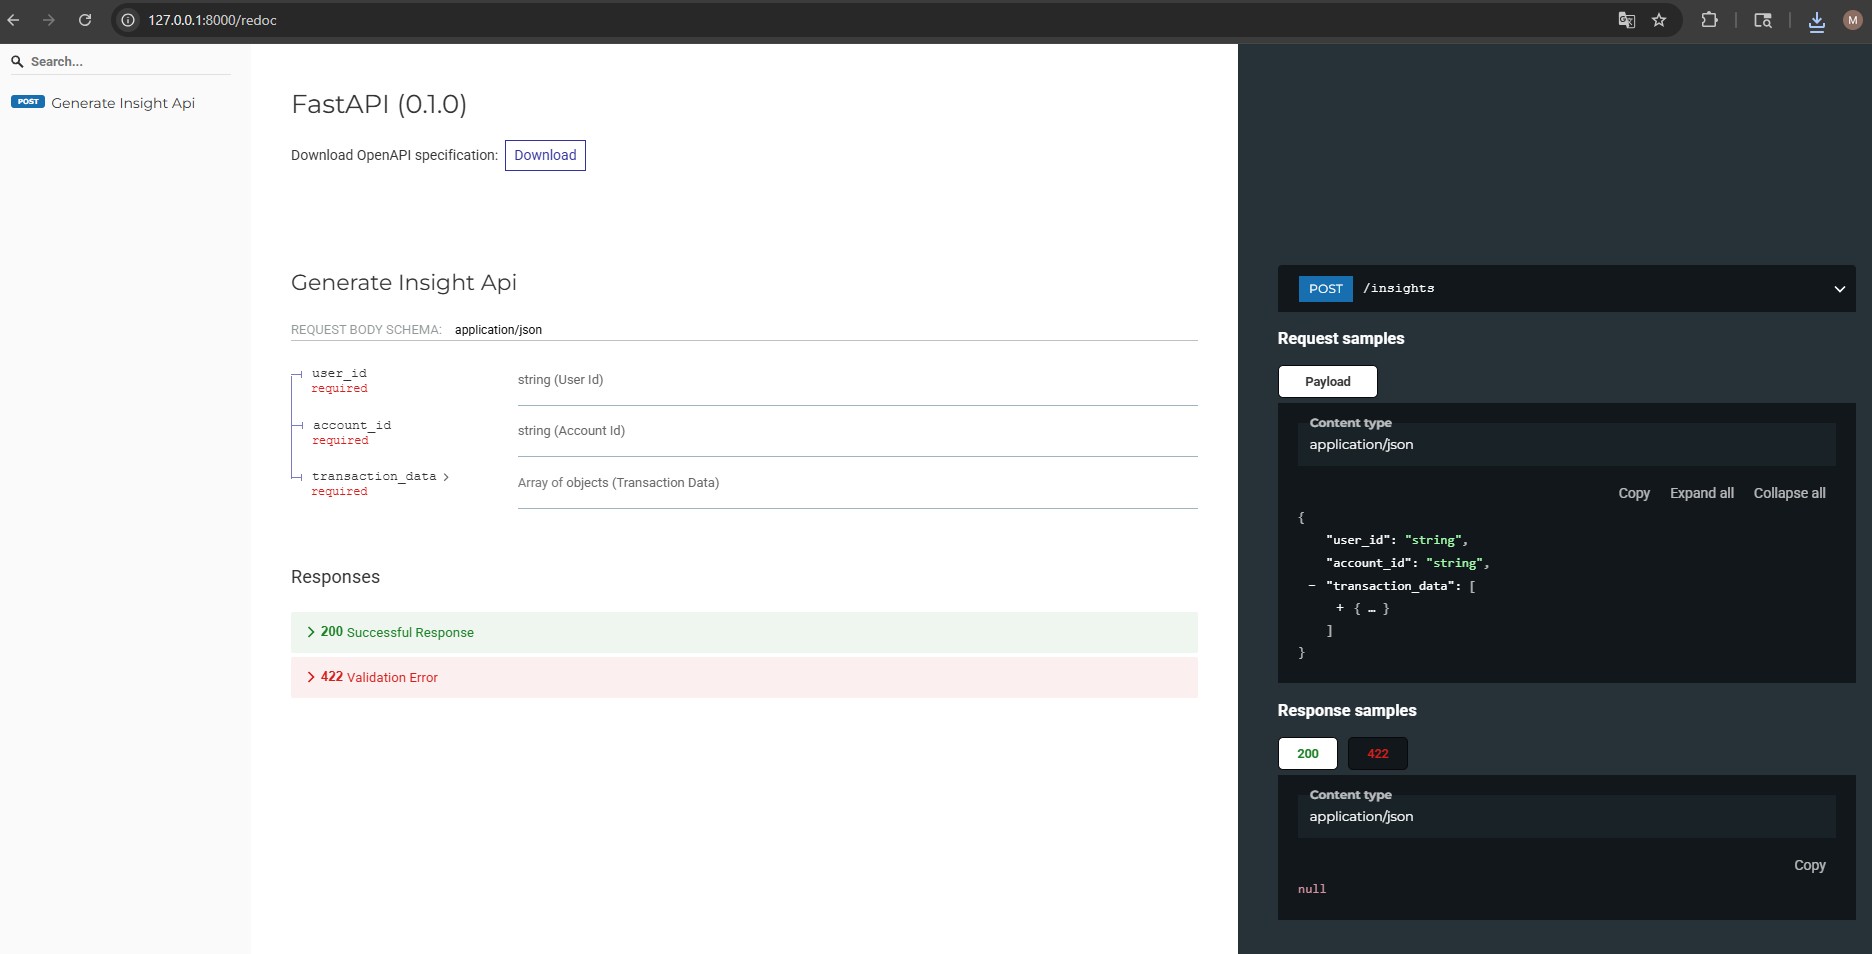 127.0.0.1:8000/redoc
M
Search...
POST Generate Insight Api
FastAPI (0.1.0)
Download OpenAPI specification: Download
Generate Insight Api
REQUEST BODY SCHEMA: application/json
user_id
required
string (User Id)
account_id
required
string (Account Id)
transaction_data
required
Array of objects (Transaction Data)
Responses
200 Successful Response
422 Validation Error
POST /insights
Request samples
Payload
Content type
application/json
Copy Expand all Collapse all
{
"user_id": "string",
"account_id": "string",
- "transaction_data": [
+ { … }
]
}
Response samples
200 422
Content type
application/json
Copy
null